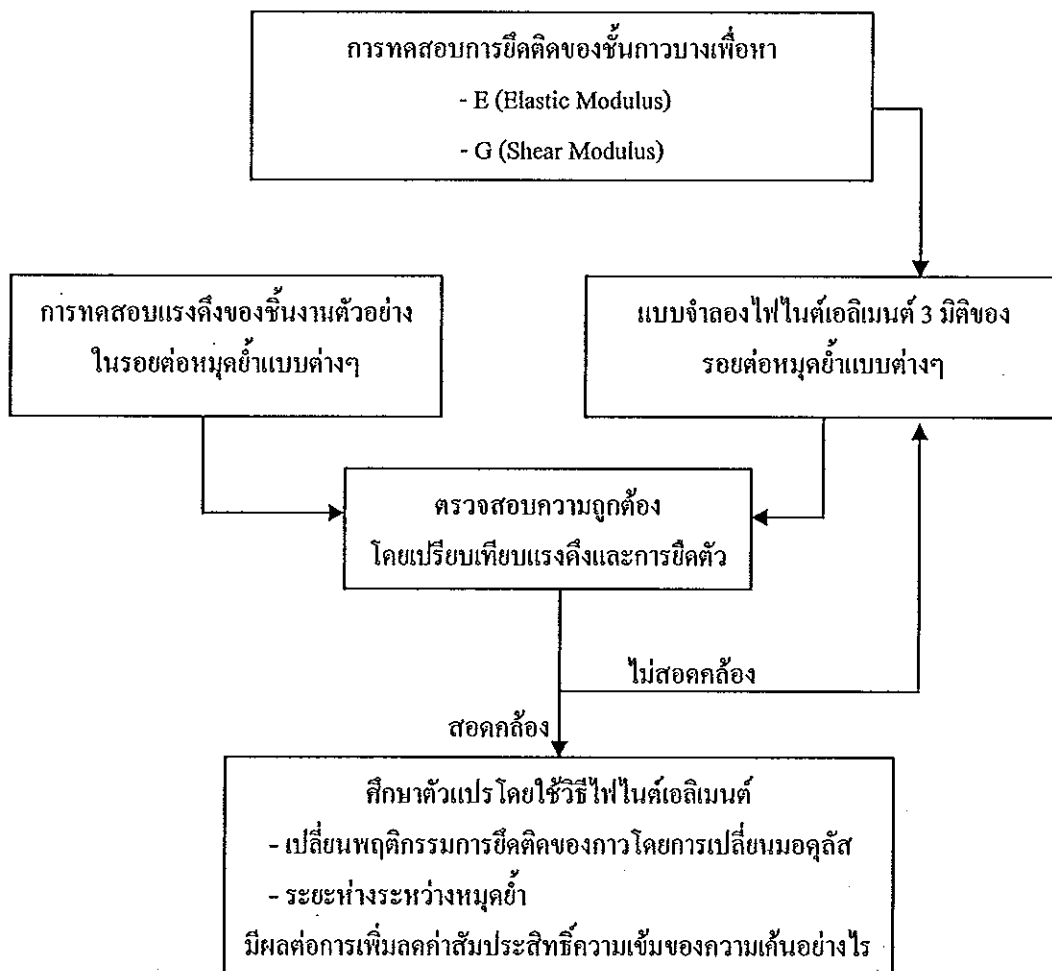 การทดสอบการยึดติดของชั้นกาวบางเพื่อหา
- E (Elastic Modulus)
- G (Shear Modulus)
การทดสอบแรงดึงของชิ้นงานตัวอย่าง
ในรอยต่อหมุดย้ำแบบต่างๆ
แบบจำลองไฟไนต์เอลิเมนต์ 3 มิติของ
รอยต่อหมุดย้ำแบบต่างๆ
ตรวจสอบความถูกต้อง
โดยเปรียบเทียบแรงดึงและการยืดตัว
ไม่สอดคล้อง
สอดคล้อง
ศึกษาตัวแปรโดยใช้วิธีไฟไนต์เอลิเมนต์
- เปลี่ยนพฤติกรรมการยึดติดของกาวโดยการเปลี่ยนมอดุลัส
- ระยะห่างระหว่างหมุดย้ำ
มีผลต่อการเพิ่มลดค่าสัมประสิทธิ์ความเข้มของความเค้นอย่างไร